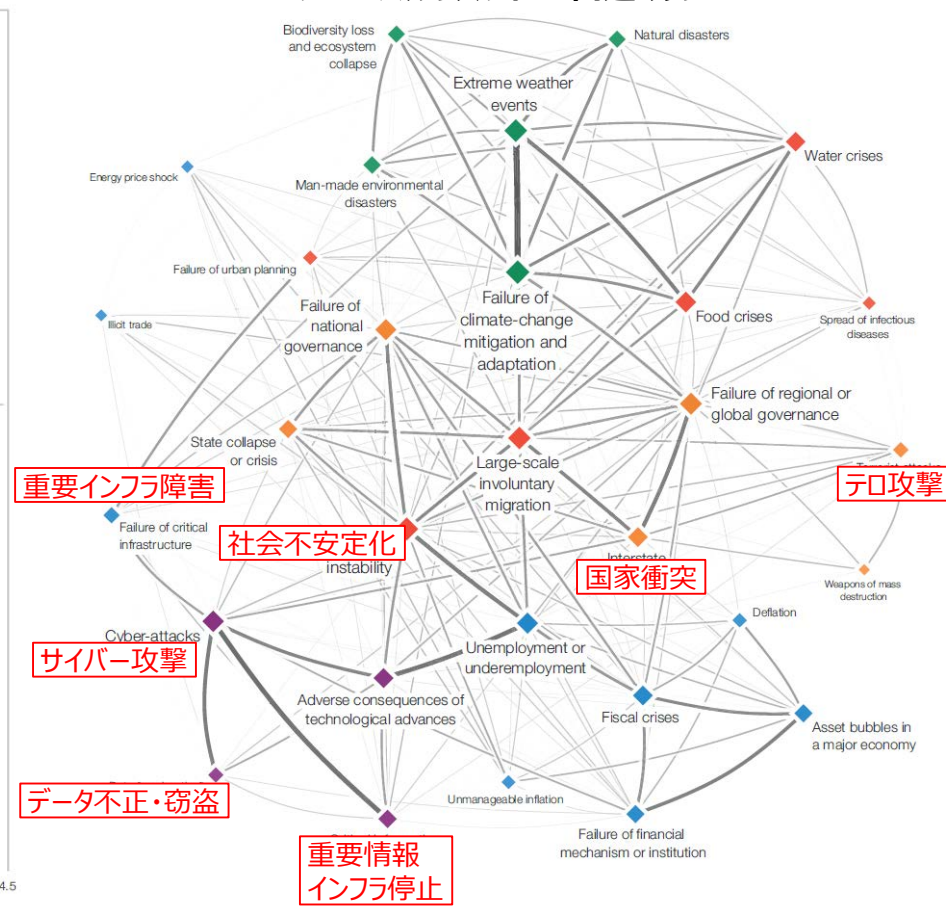 Biodiversity loss
and ecosystem
collapse
Natural disasters
Extreme weather
events
Water crises
Energy price shock
Man-made environmental
disasters
Failure of urban planning
Failure of
climate-change
mitigation and
adaptation
Food crises
Spread of infectious
diseases
Illicit trade
Failure of
national
governance
Failure of regional or
global governance
State collapse
or crisis
Large-scale
involuntary
migration
重要インフラ障害
テロ攻撃
Failure of critical
infrastructure
社会不安定化
instability
Interstate
国家衝突
Weapons of mass
destruction
Deflation
Cyber-attacks
サイバー攻撃
Unemployment or
underemployment
Adverse consequences of
technological advances
Fiscal crises
Asset bubbles in
a major economy
データ不正・窃盗
Unmanageable inflation
Failure of financial
mechanism or institution
重要情報
インフラ停止
4.5